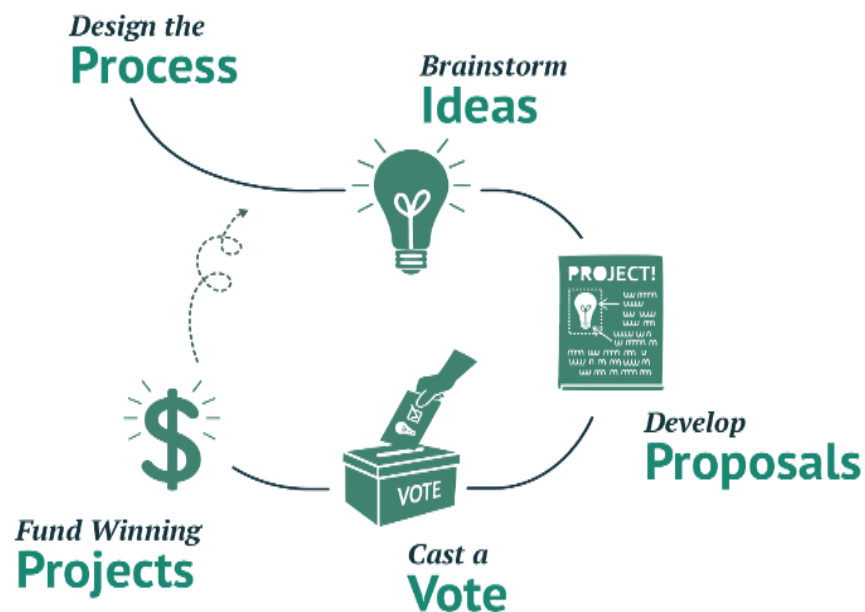 Design the
Process
Brainstorm
Ideas
PROJECT!
Develop
Proposals
VOTE
Cast a
Vote
Fund Winning
Projects